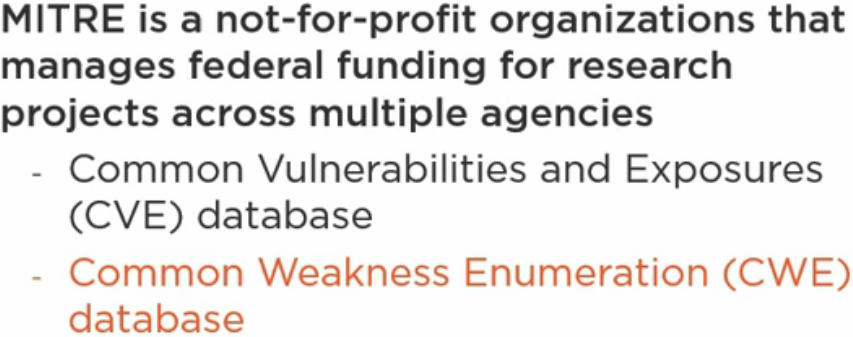 MITRE is a not-for-profit organizations that
manages federal funding for research
projects across multiple agencies
- Common Vulnerabilities and Exposures
(CVE) database
- Common Weakness Enumeration (CWE)
database